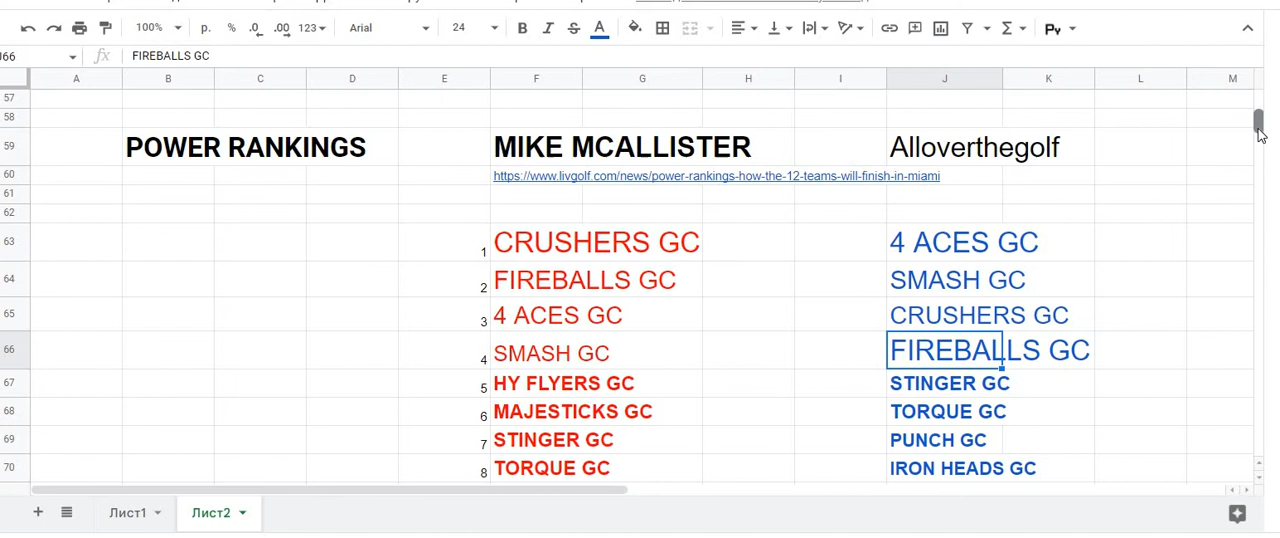 100% р. % .0 .00 123 Arial 24 B I S A Ру
J66 fx FIREBALLS GC
A B C D E F G H I J K L M
57
58
59 POWER RANKINGS MIKE MCALLISTER Alloverthegolf
60 https://www.livgolf.com/news/power-rankings-how-the-12-teams-will-finish-in-miami
61
62
63 1 CRUSHERS GC 4 ACES GC
64 2 FIREBALLS GC SMASH GC
65 3 4 ACES GC CRUSHERS GC
66 4 SMASH GC FIREBALLS GC
67 5 HY FLYERS GC STINGER GC
68 6 MAJESTICKS GC TORQUE GC
69 7 STINGER GC PUNCH GC
70 8 TORQUE GC IRON HEADS GC
Лист1 Лист2